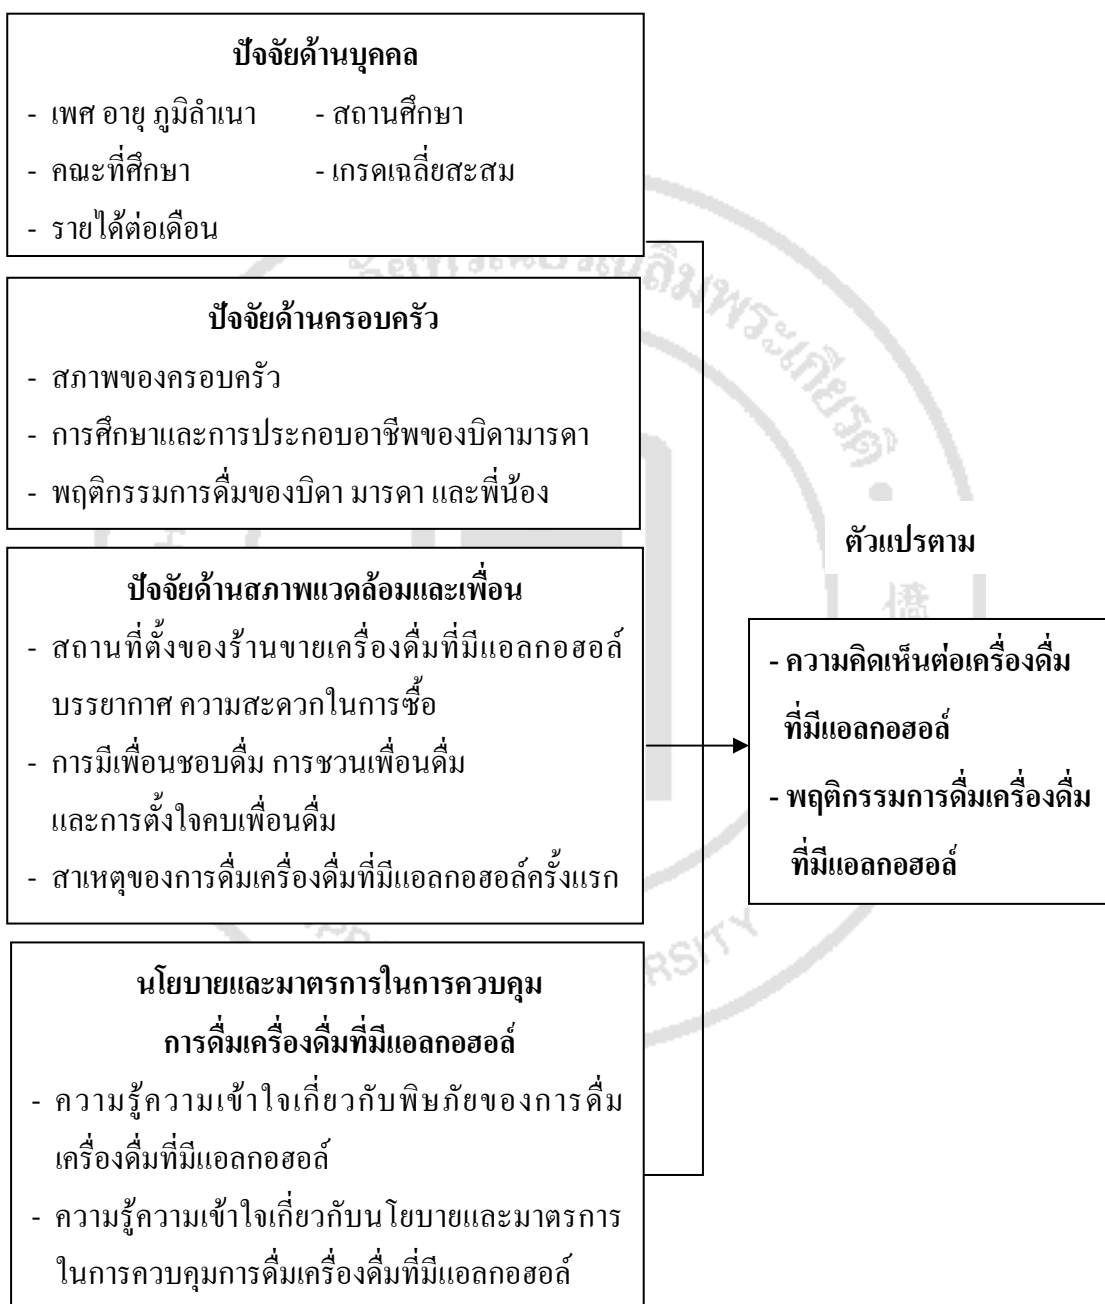 ปัจจัยด้านบุคคล
- เพศ อายุ ภูมิลำเนา - สถานศึกษา
- คณะที่ศึกษา - เกรดเฉลี่ยสะสม
- รายได้ต่อเดือน
ปัจจัยด้านครอบครัว
- สภาพของครอบครัว
- การศึกษาและการประกอบอาชีพของบิดามารดา
- พฤติกรรมการดื่มของบิดา มารดา และพี่น้อง
ปัจจัยด้านสภาพแวดล้อมและเพื่อน
- สถานที่ตั้งของร้านขายเครื่องดื่มที่มีแอลกอฮอล์
บรรยากาศ ความสะดวกในการซื้อ
- การมีเพื่อนชอบดื่ม การชวนเพื่อนดื่ม
และการตั้งใจคบเพื่อนดื่ม
- สาเหตุของการดื่มเครื่องดื่มที่มีแอลกอฮอล์ครั้งแรก
นโยบายและมาตรการในการควบคุม
การดื่มเครื่องดื่มที่มีแอลกอฮอล์
- ความรู้ความเข้าใจเกี่ยวกับพิษภัยของการดื่ม
เครื่องดื่มที่มีแอลกอฮอล์
- ความรู้ความเข้าใจเกี่ยวกับนโยบายและมาตรการ
ในการควบคุมการดื่มเครื่องดื่มที่มีแอลกอฮอล์
ตัวแปรตาม
- ความคิดเห็นต่อเครื่องดื่ม
ที่มีแอลกอฮอล์
- พฤติกรรมการดื่มเครื่องดื่ม
ที่มีแอลกอฮอล์